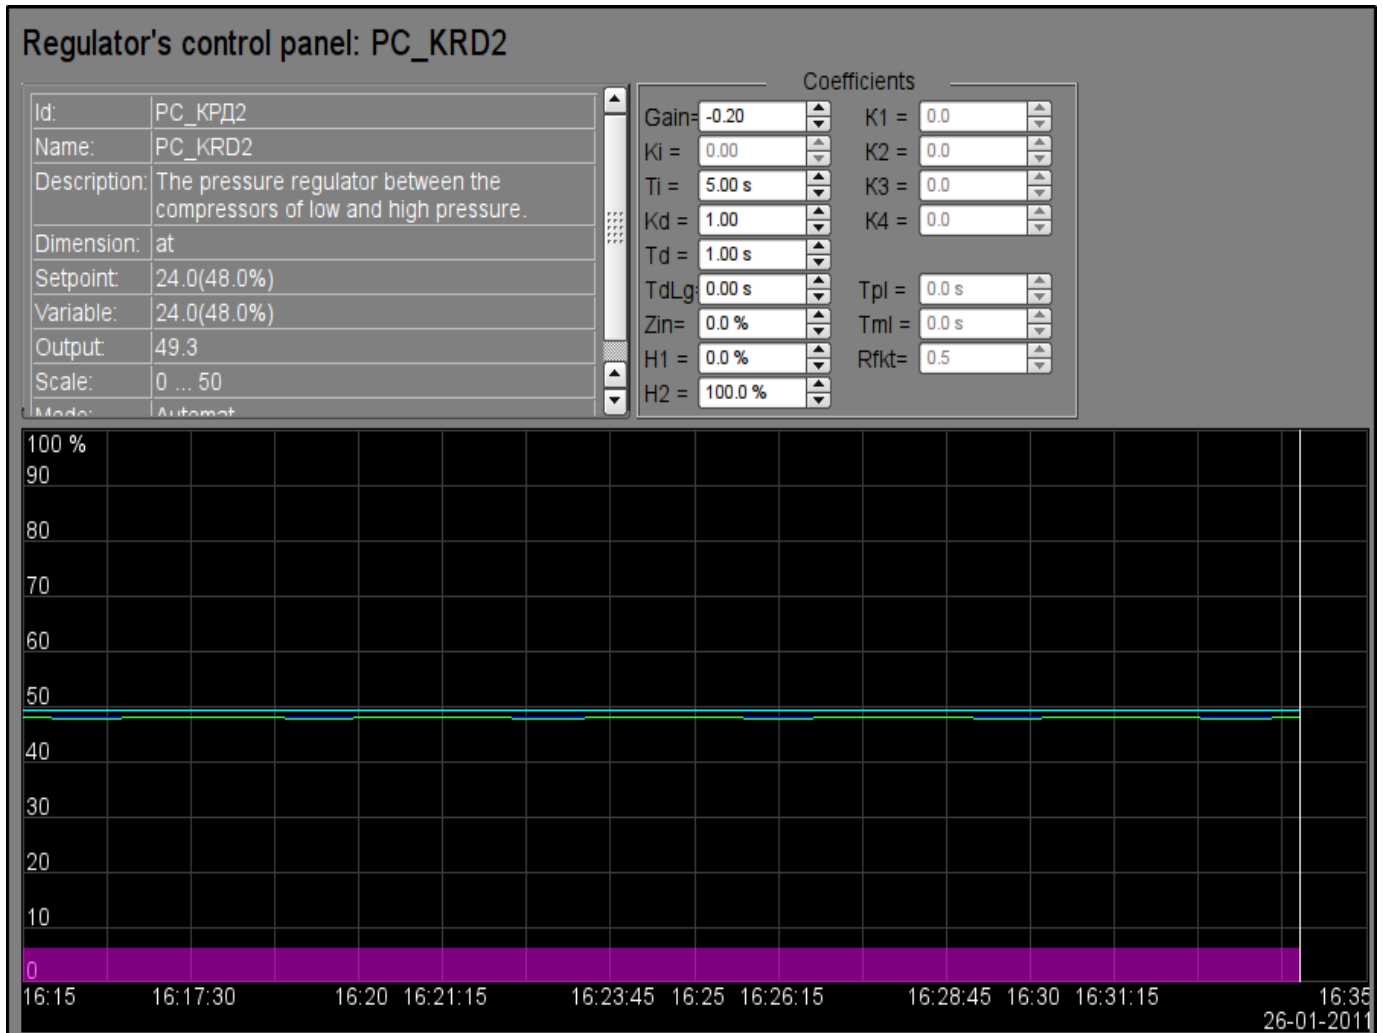 Regulator's control panel: PC_KRD2
Id: PC_КРД2
Name: PC_KRD2
Description: The pressure regulator between the
compressors of low and high pressure.
Dimension: at
Setpoint: 24.0(48.0%)
Variable: 24.0(48.0%)
Output: 49.3
Scale: 0 ... 50
Mode: Automat
Coefficients
Gain= -0.20 K1 = 0.0
Ki = 0.00 K2 = 0.0
Ti = 5.00 s K3 = 0.0
Kd = 1.00 K4 = 0.0
Td = 1.00 s
TdLg= 0.00 s Tpl = 0.0 s
Zin= 0.0 % Tml = 0.0 s
H1 = 0.0 % Rfkt= 0.5
H2 = 100.0 %
100 %
90
80
70
60
50
40
30
20
10
0
16:15 16:17:30 16:20 16:21:15 16:23:45 16:25 16:26:15 16:28:45 16:30 16:31:15 16:35
26-01-2011